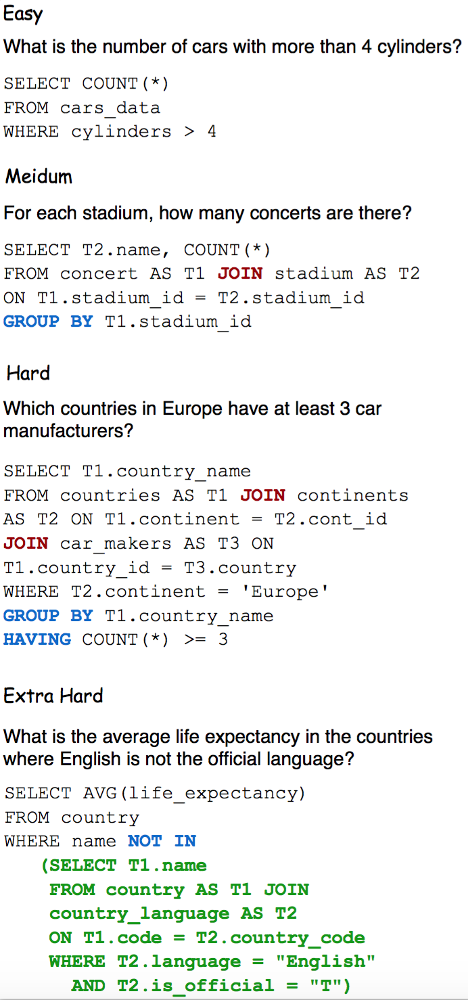 Easy
What is the number of cars with more than 4 cylinders?
SELECT COUNT(*)
FROM cars_data
WHERE cylinders > 4
Meidum
For each stadium, how many concerts are there?
SELECT T2.name, COUNT(*)
FROM concert AS T1 JOIN stadium AS T2
ON T1.stadium_id = T2.stadium_id
GROUP BY T1.stadium_id
Hard
Which countries in Europe have at least 3 car
manufacturers?
SELECT T1.country_name
FROM countries AS T1 JOIN continents
AS T2 ON T1.continent = T2.cont_id
JOIN car_makers AS T3 ON
T1.country_id = T3.country
WHERE T2.continent = 'Europe'
GROUP BY T1.country_name
HAVING COUNT(*) >= 3
Extra Hard
What is the average life expectancy in the countries
where English is not the official language?
SELECT AVG(life_expectancy)
FROM country
WHERE name NOT IN
(SELECT T1.name
FROM country AS T1 JOIN
country_language AS T2
ON T1.code = T2.country_code
WHERE T2.language = "English"
AND T2.is_official = "T")